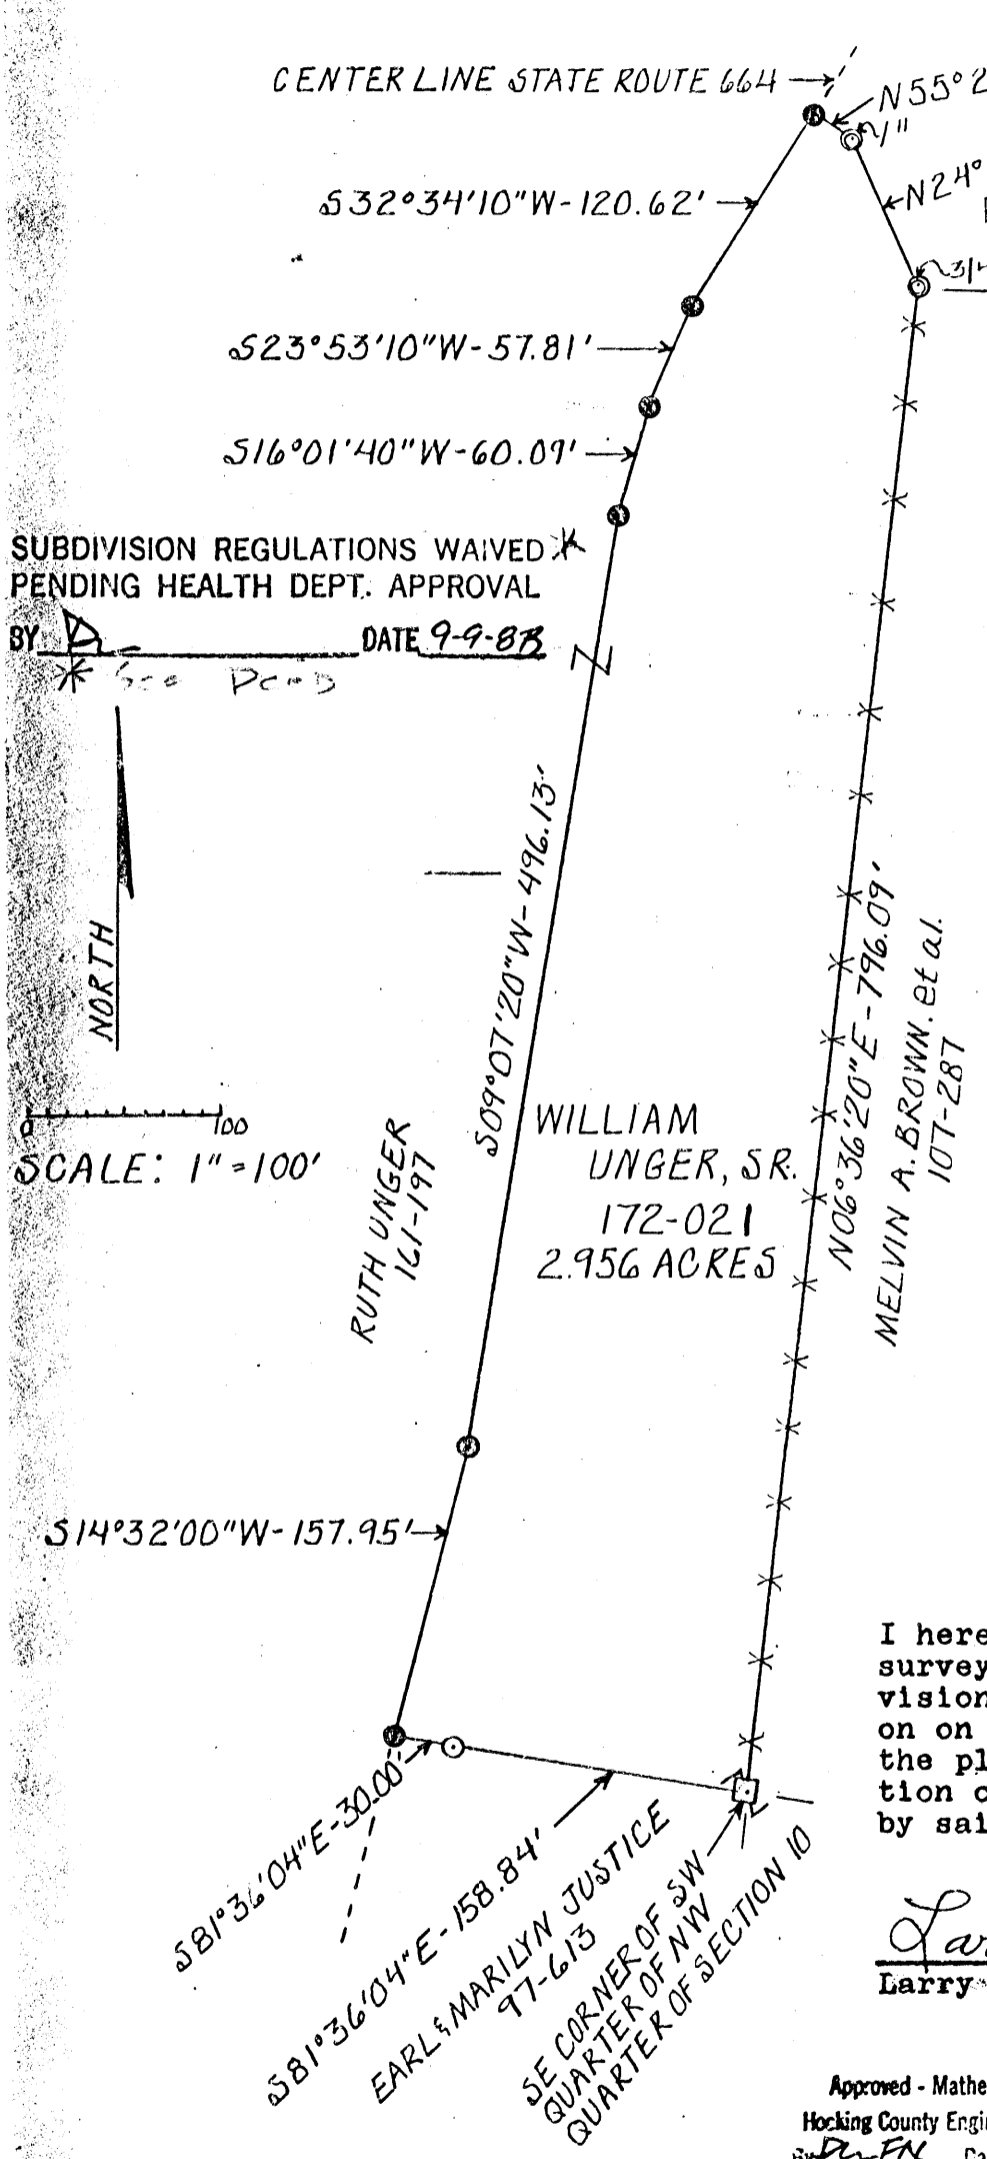 CENTER LINE STATE ROUTE 664
N55°2
1"
S32°34'10"W-120.62'
N24°
3/4
S23°53'10"W-57.81'
S16°01'40"W-60.09'
SUBDIVISION REGULATIONS WAIVED *
PENDING HEALTH DEPT. APPROVAL
BY DATE 9-9-83
* See
S09°07'20"W-496.13'
NORTH
0 100
SCALE: 1"=100'
RUTH UNGER
161-197
WILLIAM
UNGER, SR.
172-021
2.956 ACRES
N06°36'20"E-796.09'
MELVIN A. BROWN. et al.
107-287
S14°32'00"W-157.95'
S81°36'04"E-30.00'
S81°36'04"E-158.84'
EARL & MARILYN JUSTICE
97-613
SE CORNER OF SW
QUARTER OF NW
QUARTER OF SECTION 10
I here
survey
vision
on on
the pl
tion c
by sai
Lar
Larry
Approved - Mathe
Hocking County Engi
By